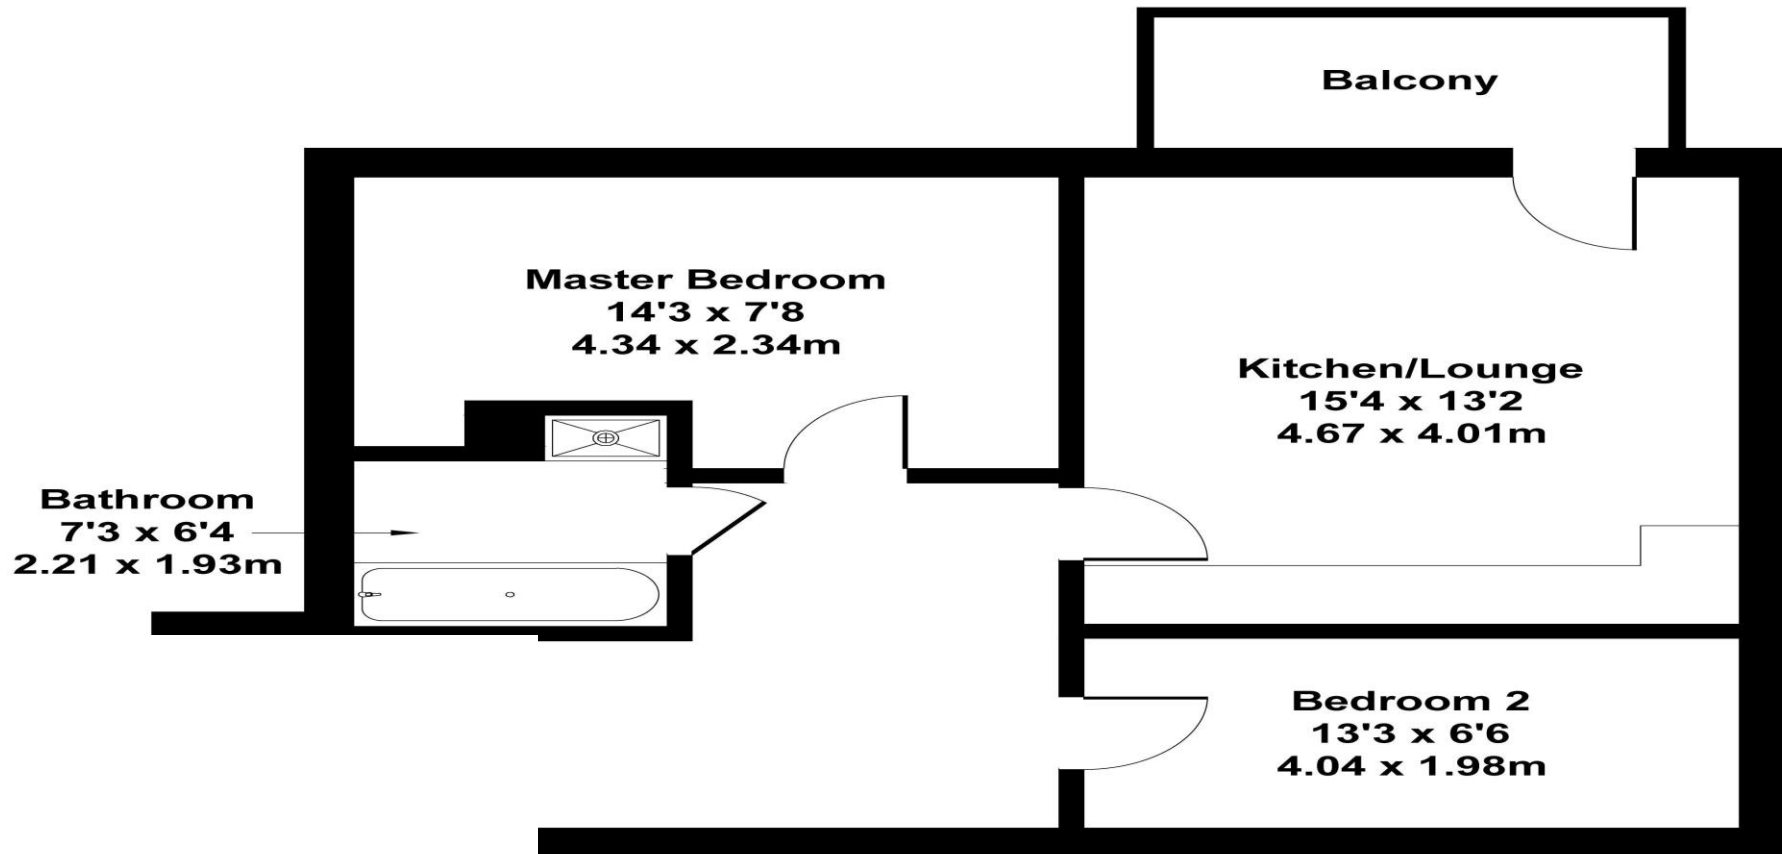 Balcony
Master Bedroom
14'3 x 7'8
4.34 x 2.34m
Kitchen/Lounge
15'4 x 13'2
4.67 x 4.01m
Bathroom
7'3 x 6'4
2.21 x 1.93m
Bedroom 2
13'3 x 6'6
4.04 x 1.98m